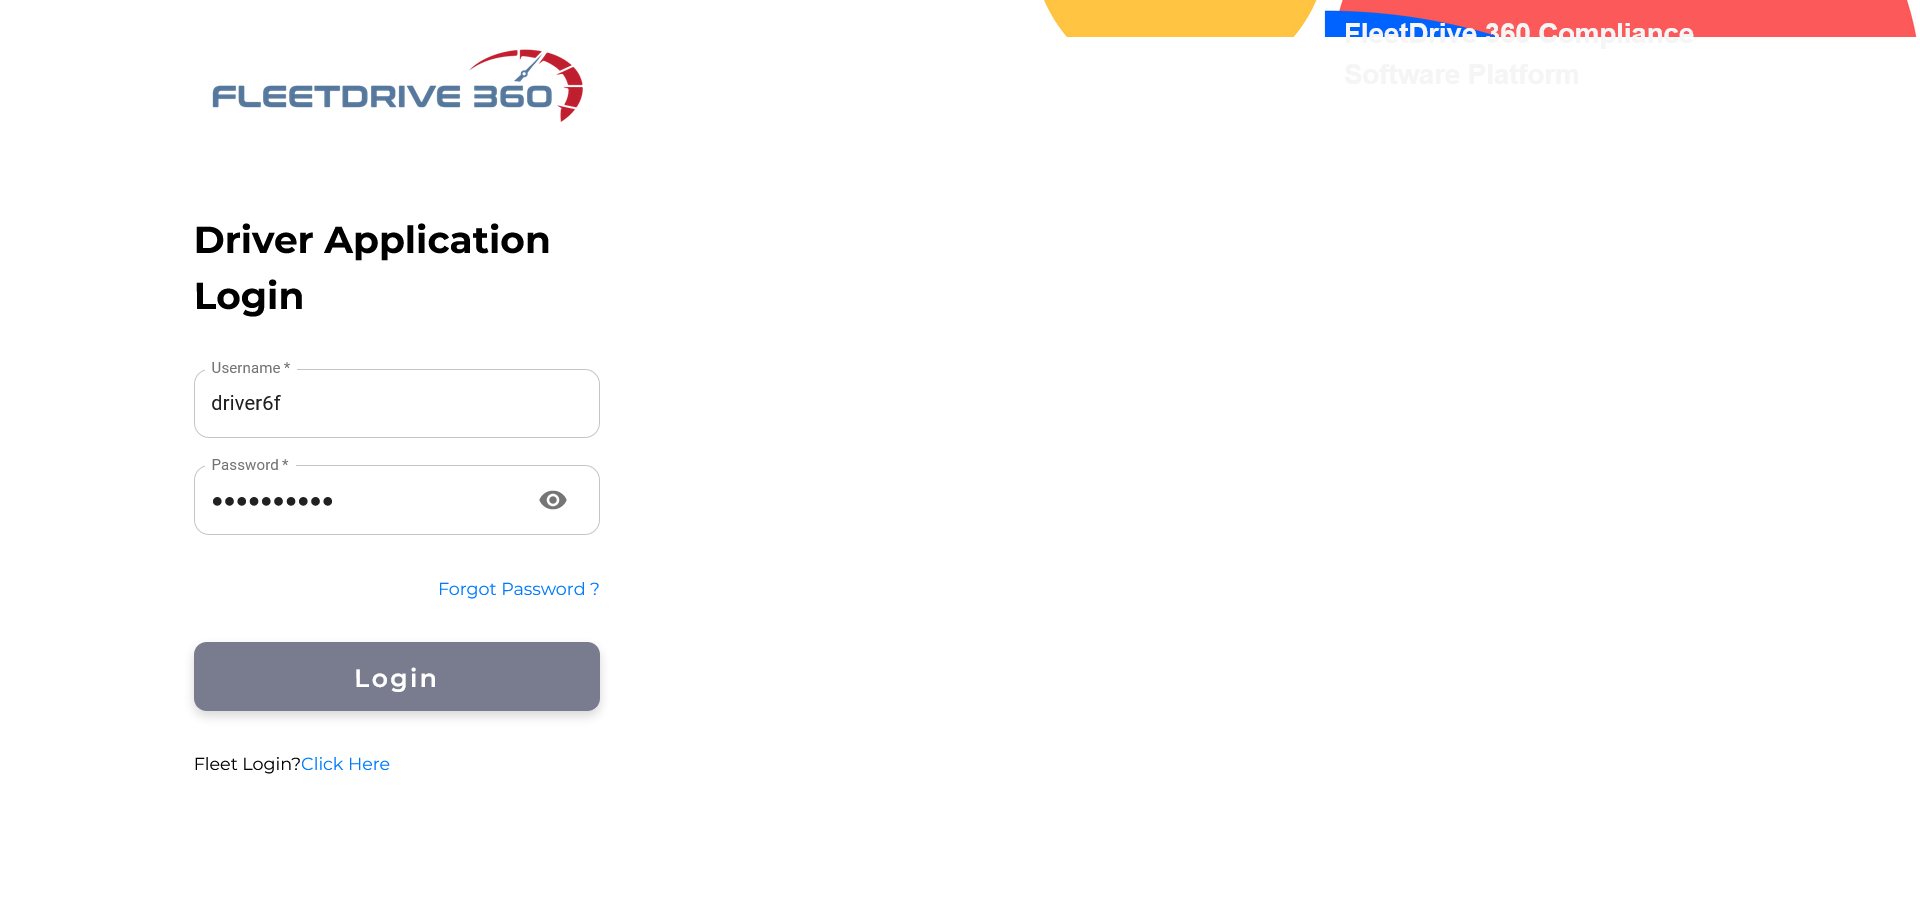 FLEETDRIVE 360
Driver Application
Login
Username *
driver6f
Password *
••••••••••
Forgot Password ?
Login
Fleet Login?Click Here
FleetDrive 360 Compliance
Software Platform